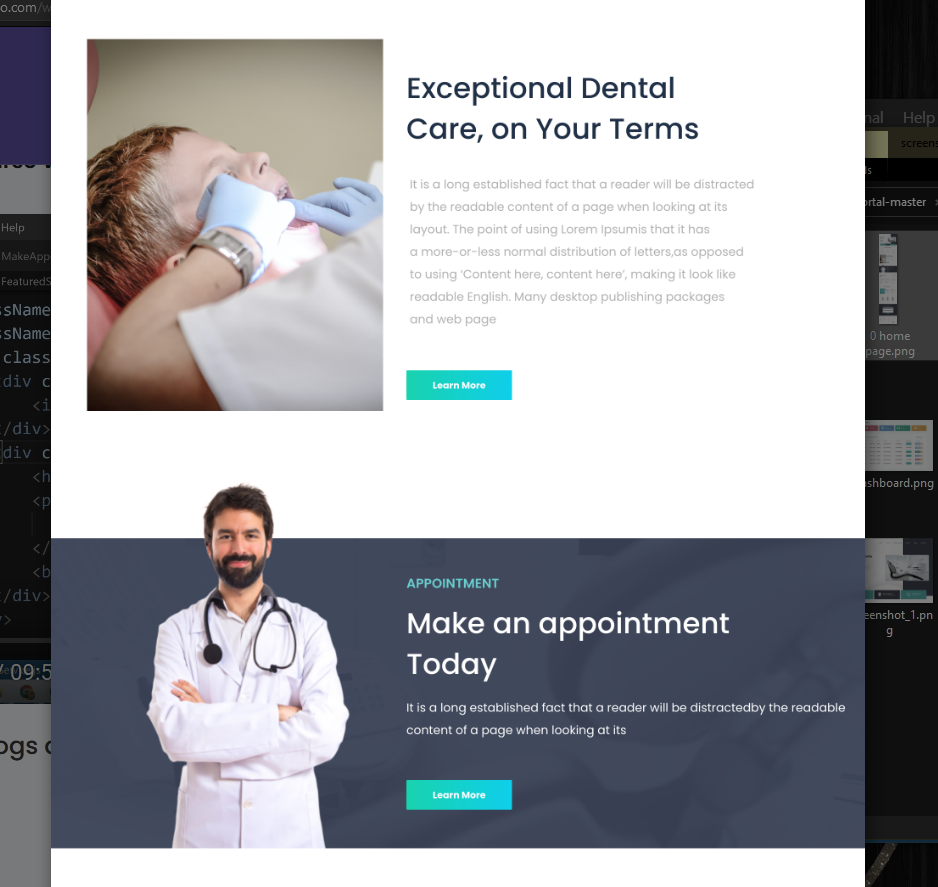 o.com/w
Exceptional Dental
Care, on Your Terms
It is a long established fact that a reader will be distracted
by the readable content of a page when looking at its
layout. The point of using Lorem Ipsumis that it has
a more-or-less normal distribution of letters,as opposed
to using ‘Content here, content here’, making it look like
readable English. Many desktop publishing packages
and web page
Learn More
APPOINTMENT
Make an appointment
Today
It is a long established fact that a reader will be distractedby the readable
content of a page when looking at its
Learn More
Help
MakeApp
FeaturedS
ssName
ssName
class
div c
<i
/div>
div c
<h
<p
</
<b
/div>
>
/ 09:5
ogs
nal Help
screens
ls
ortal-master
0 home
page.png
shboard.png
eenshot_1.pn
g